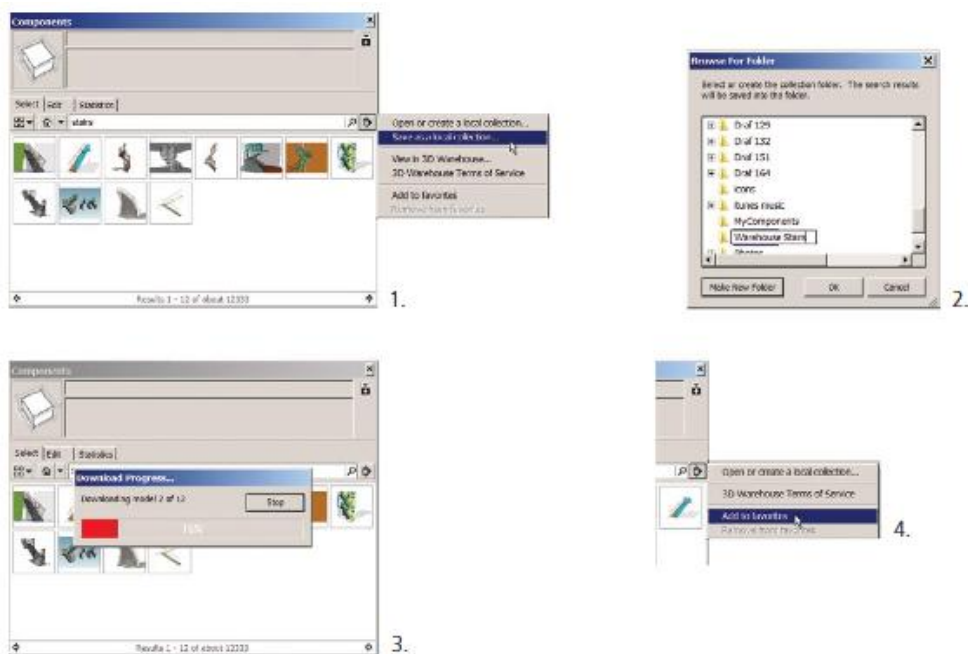 Components
Select Edit Statistics
stairs
Open or create a local collection...
Save as a local collection...
View in 3D Warehouse...
3D Warehouse Terms of Service
Add to favorites
Remove from favorites
Results 1 - 12 of about 12333
1.
Browse For Folder
Select or create the collection folder. The search results
will be saved into the folder.
Draf 129
Draf 132
Draf 151
Draf 164
icons
itunes music
MyComponents
Warehouse Stairs
Photos
Make New Folder OK Cancel
2.
Components
Select Edit Statistics
Download Progress...
Downloading model 2 of 12
Stop
16%
Results 1 - 12 of about 12333
3.
Open or create a local collection...
3D Warehouse Terms of Service
Add to favorites
Remove from favorites
4.